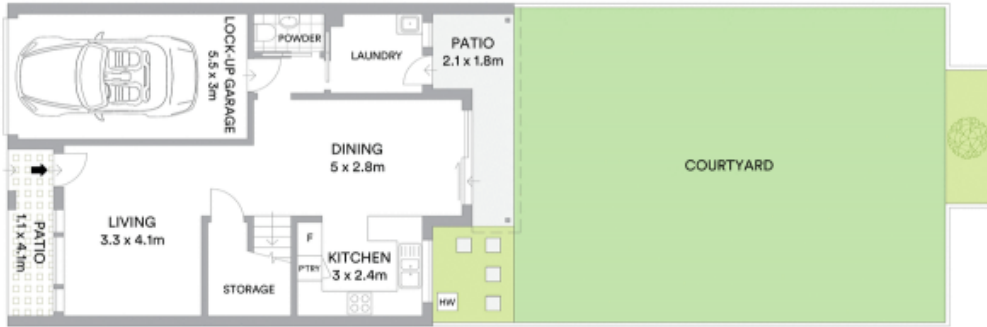 LOCK-UP GARAGE
5.5 x 3m
POWDER
LAUNDRY
PATIO
2.1 x 1.8m
DINING
5 x 2.8m
COURTYARD
PATIO
1.1 x 4.1m
LIVING
3.3 x 4.1m
STORAGE
F
PTRY
KITCHEN
3 x 2.4m
HW